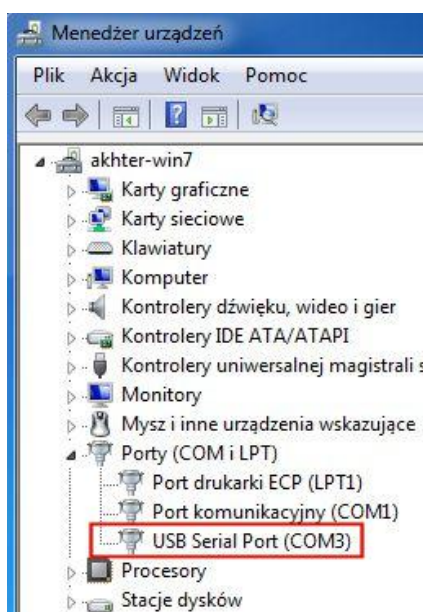 Menedżer urządzeń
Plik Akcja Widok Pomoc
akhter-win7
Karty graficzne
Karty sieciowe
Klawiatury
Komputer
Kontrolery dźwięku, wideo i gier
Kontrolery IDE ATA/ATAPI
Kontrolery uniwersalnej magistrali s
Monitory
Mysz i inne urządzenia wskazujące
Porty (COM i LPT)
Port drukarki ECP (LPT1)
Port komunikacyjny (COM1)
USB Serial Port (COM3)
Procesory
Stacje dysków